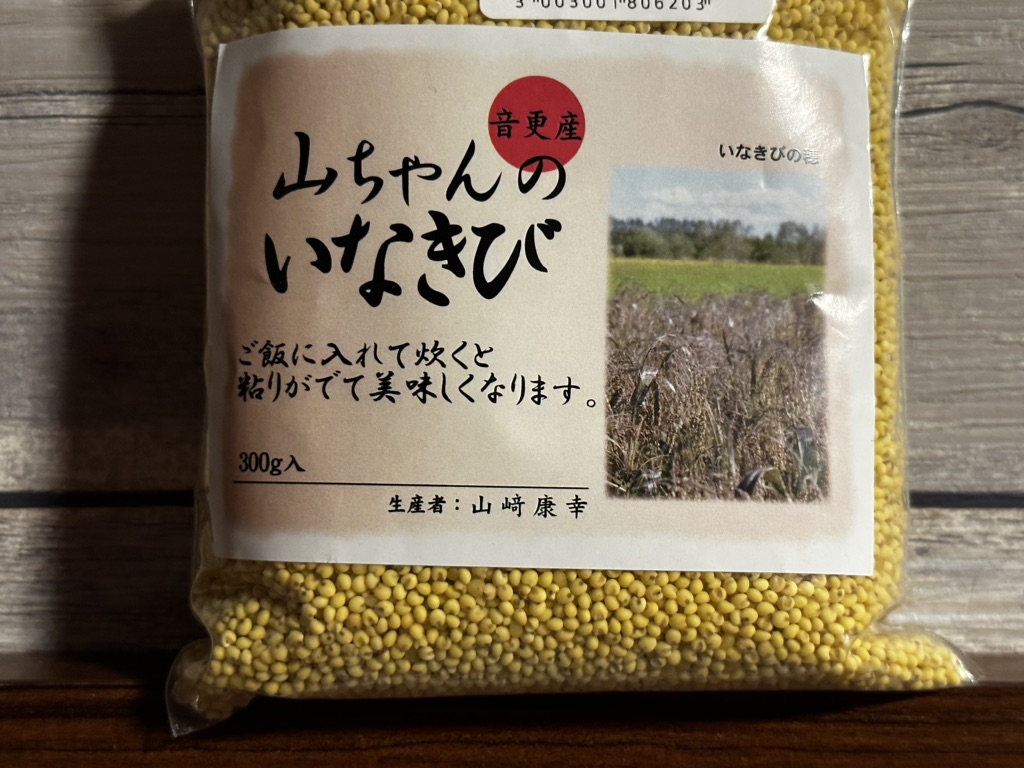 音更産
山ちゃんの
いなきび
いなきびの穂
ご飯に入れて炊くと
粘りがでて美味しくなります。
300g入
生産者：山﨑康幸